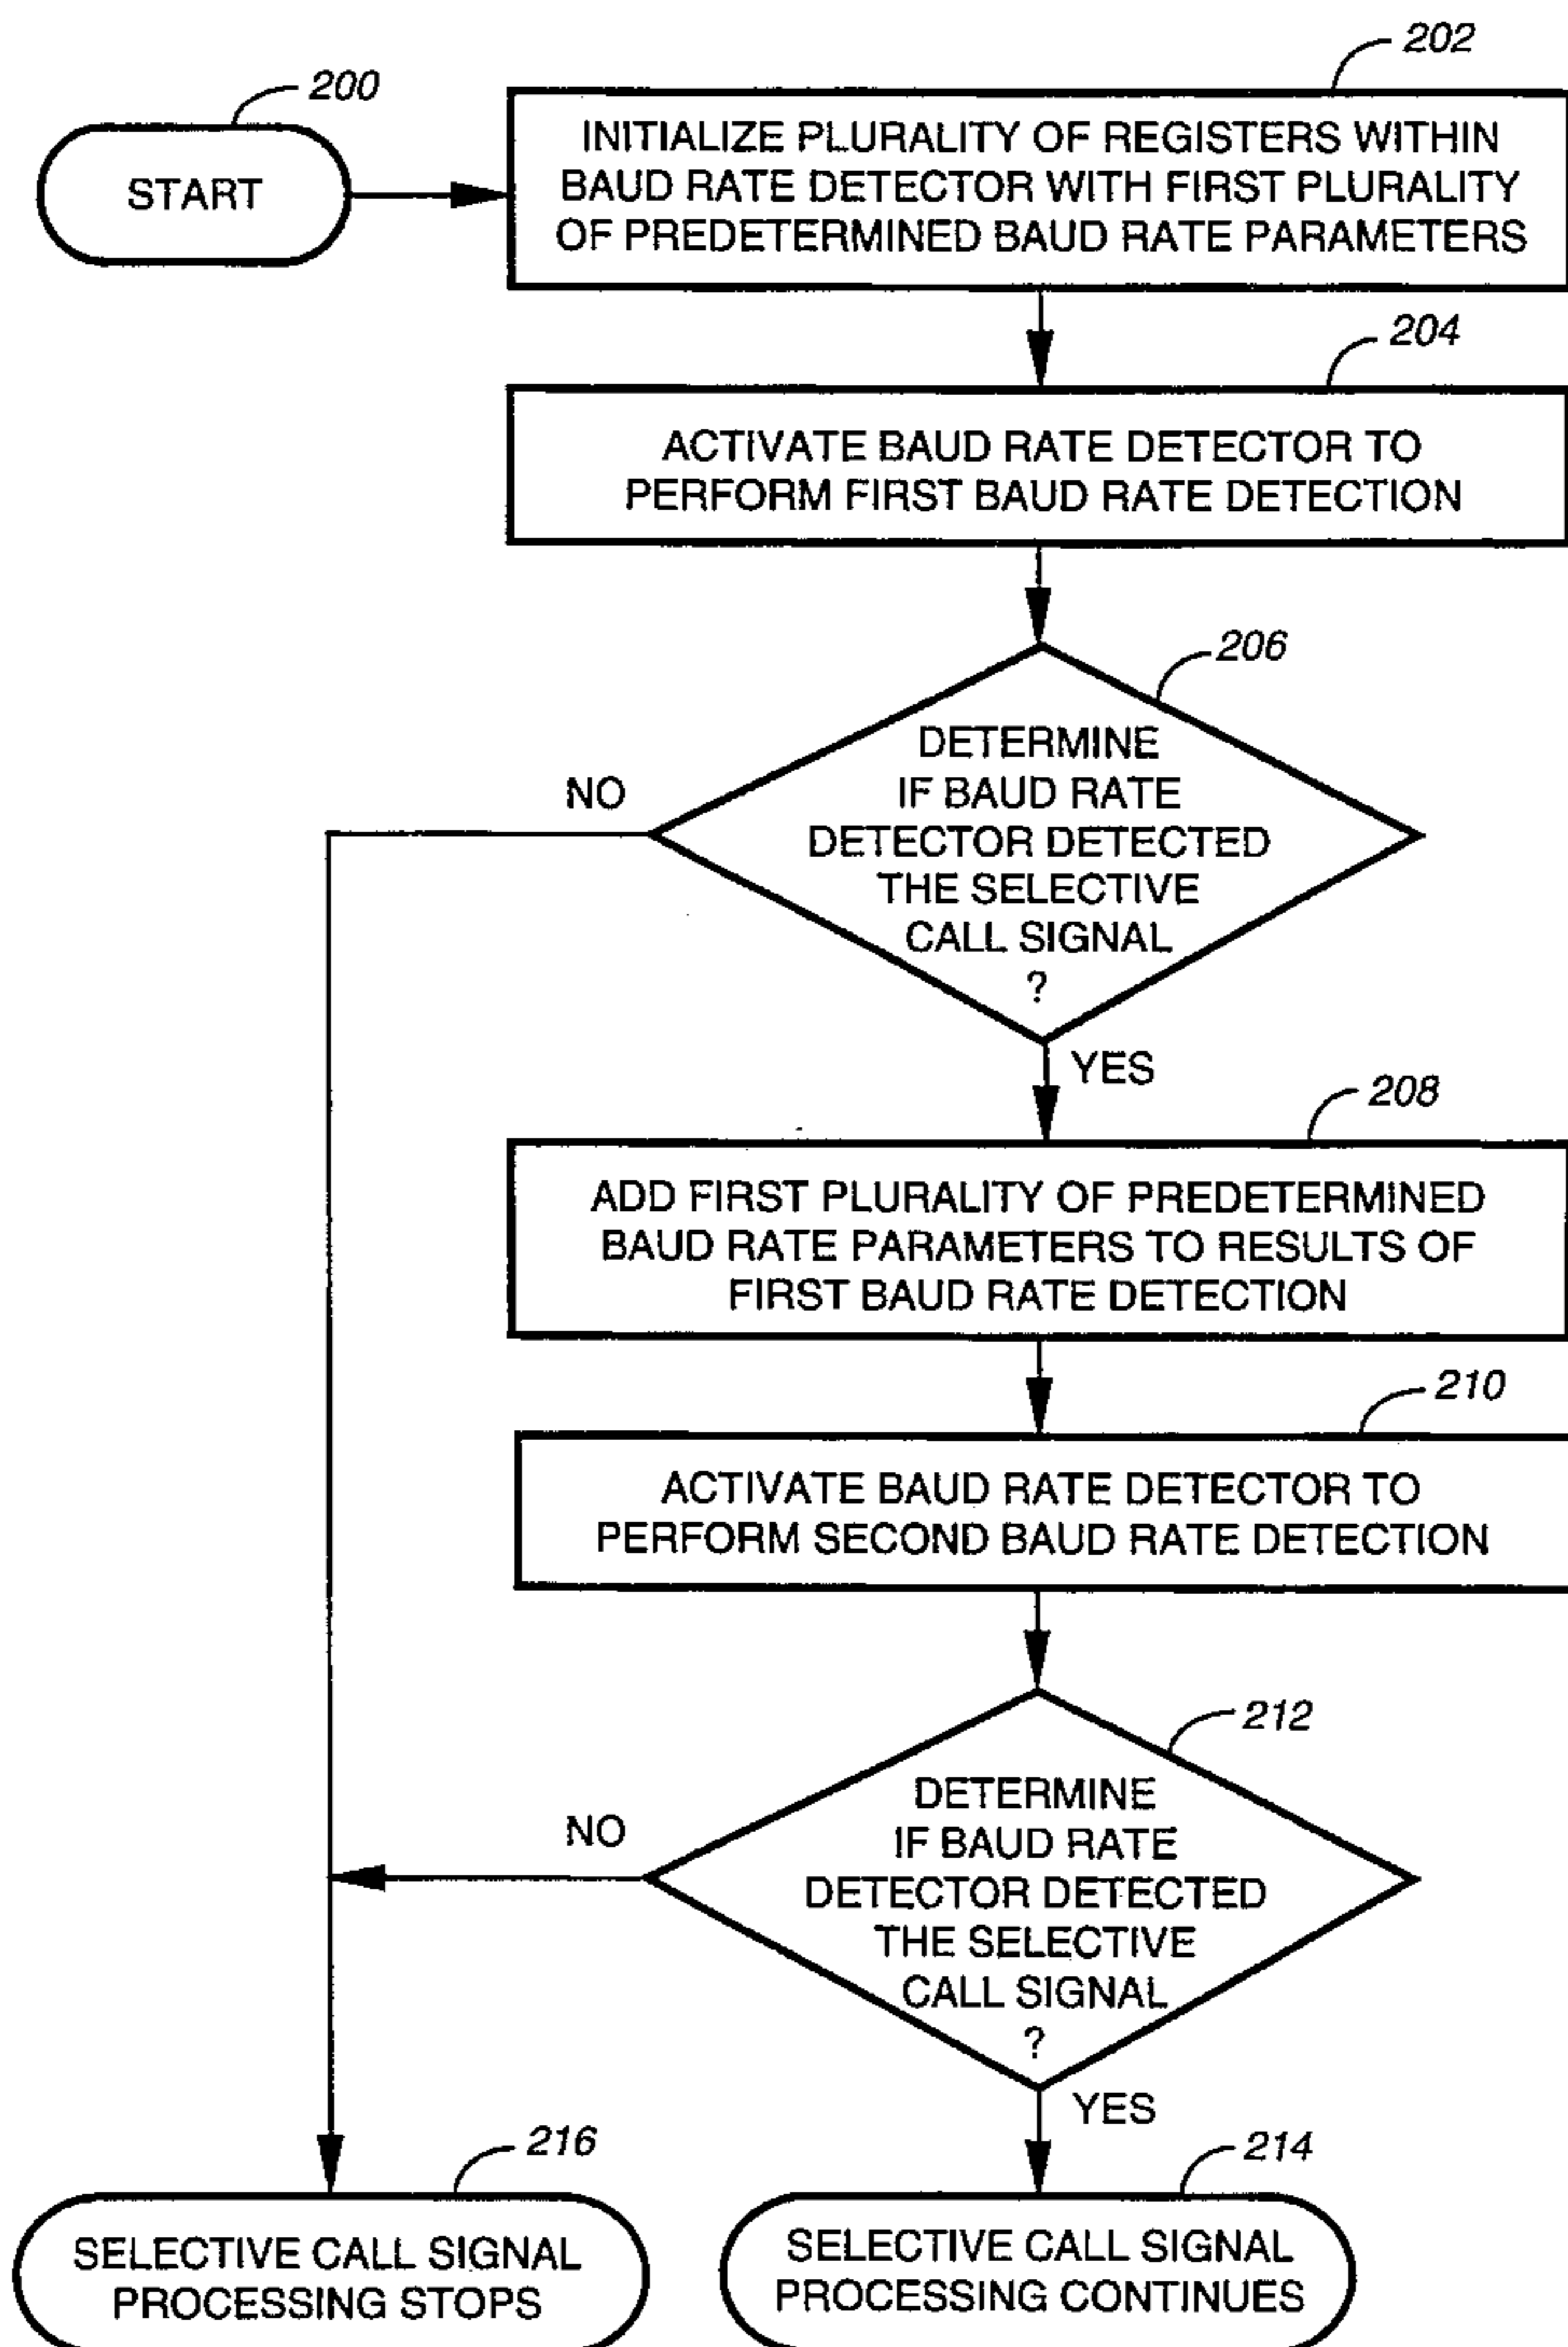 200
START
202
INITIALIZE PLURALITY OF REGISTERS WITHIN
BAUD RATE DETECTOR WITH FIRST PLURALITY
OF PREDETERMINED BAUD RATE PARAMETERS
204
ACTIVATE BAUD RATE DETECTOR TO
PERFORM FIRST BAUD RATE DETECTION
206
DETERMINE
IF BAUD RATE
DETECTOR DETECTED
THE SELECTIVE
CALL SIGNAL
?
NO
YES
208
ADD FIRST PLURALITY OF PREDETERMINED
BAUD RATE PARAMETERS TO RESULTS OF
FIRST BAUD RATE DETECTION
210
ACTIVATE BAUD RATE DETECTOR TO
PERFORM SECOND BAUD RATE DETECTION
212
DETERMINE
IF BAUD RATE
DETECTOR DETECTED
THE SELECTIVE
CALL SIGNAL
?
NO
YES
216
SELECTIVE CALL SIGNAL
PROCESSING STOPS
214
SELECTIVE CALL SIGNAL
PROCESSING CONTINUES